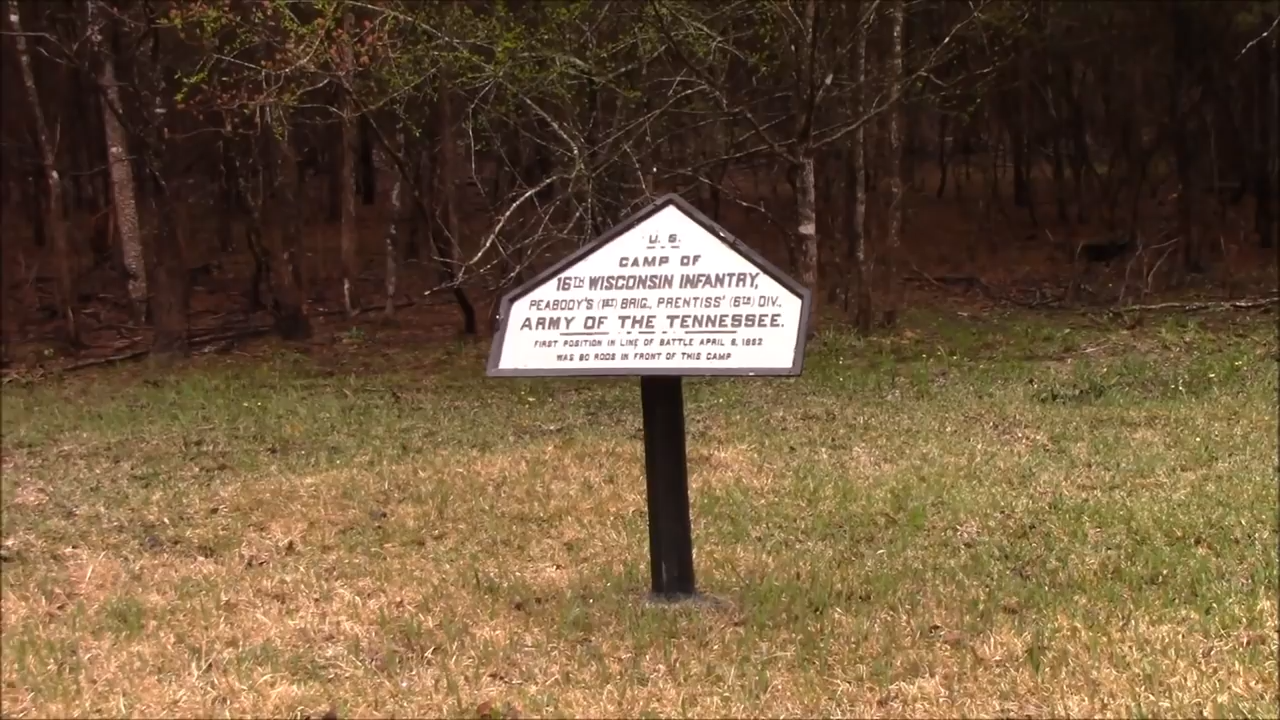 U. S.
CAMP OF
16TH WISCONSIN INFANTRY,
PEABODY'S (1ST) BRIG., PRENTISS' (6TH) DIV.,
ARMY OF THE TENNESSEE.
FIRST POSITION IN LINE OF BATTLE APRIL 6, 1862
WAS 80 RODS IN FRONT OF THIS CAMP